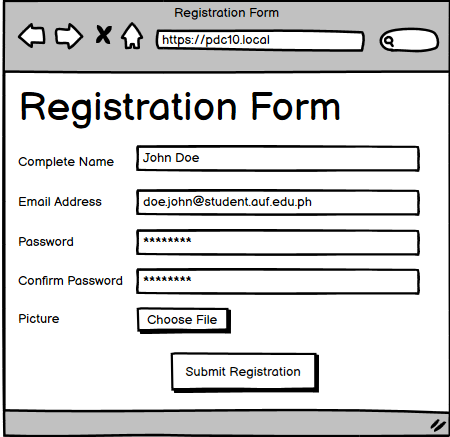 Registration Form
https://pdc10.local
Registration Form
Complete Name John Doe
Email Address doe.john@student.auf.edu.ph
Password ********
Confirm Password ********
Picture Choose File
Submit Registration